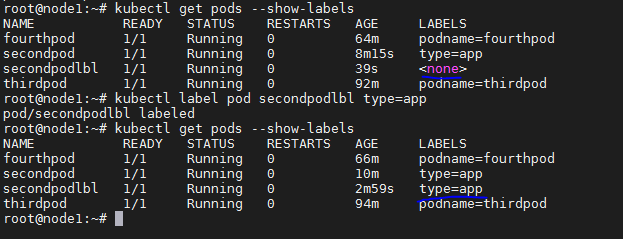 root@node1:~# kubectl get pods --show-labels
NAME READY STATUS RESTARTS AGE LABELS
fourthpod 1/1 Running 0 64m podname=fourthpod
secondpod 1/1 Running 0 8m15s type=app
secondpodlbl 1/1 Running 0 39s <none>
thirdpod 1/1 Running 0 92m podname=thirdpod
root@node1:~# kubectl label pod secondpodlbl type=app
pod/secondpodlbl labeled
root@node1:~# kubectl get pods --show-labels
NAME READY STATUS RESTARTS AGE LABELS
fourthpod 1/1 Running 0 66m podname=fourthpod
secondpod 1/1 Running 0 10m type=app
secondpodlbl 1/1 Running 0 2m59s type=app
thirdpod 1/1 Running 0 94m podname=thirdpod
root@node1:~#